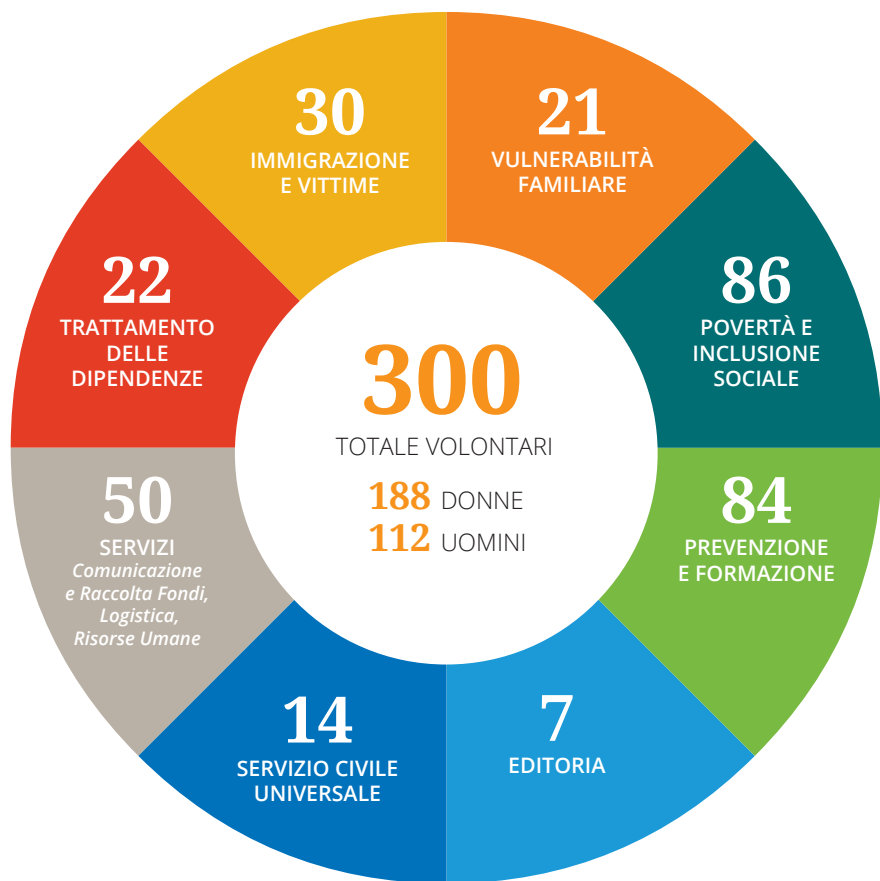 30
IMMIGRAZIONE
E VITTIME
21
VULNERABILITÀ
FAMILIARE
22
TRATTAMENTO
DELLE
DIPENDENZE
86
POVERTÀ E
INCLUSIONE
SOCIALE
300
TOTALE VOLONTARI
188 DONNE
112 UOMINI
50
SERVIZI
Comunicazione
e Raccolta Fondi,
Logistica,
Risorse Umane
84
PREVENZIONE
E FORMAZIONE
14
SERVIZIO CIVILE
UNIVERSALE
7
EDITORIA